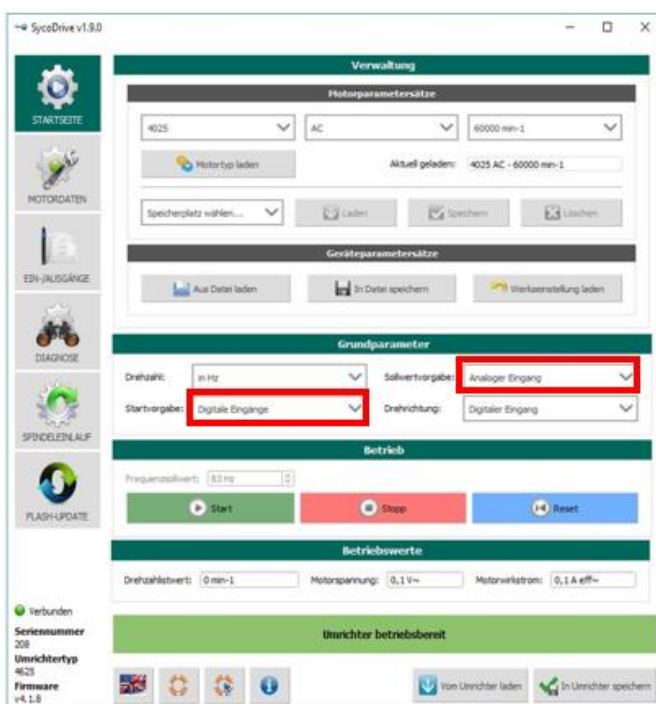 SycoDrive v1.9.0
STARTSEITE
MOTORDATEN
EIN-/AUSGÄNGE
DIAGNOSE
SPINDELEINLAUF
FLASH-UPDATE
Verbunden
Seriennummer
208
Umrichtertyp
4625
Firmware
v4.1.8
Verwaltung
Motorparametersätze
4025 AC 60000 min-1
Motortyp laden Aktuell geladen: 4025 AC - 60000 min-1
Speicherplatz wählen... Laden Speichern Löschen
Geräteparametersätze
Aus Datei laden In Datei speichern Werkseinstellung laden
Grundparameter
Drehzahl: in Hz Sollwertvorgabe: Analoger Eingang
Startvorgabe: Digitale Eingänge Drehrichtung: Digitaler Eingang
Betrieb
Frequenzsollwert: Hz
Start Stopp Reset
Betriebswerte
Drehzahlistwert: 0 min-1 Motorspannung: 0,1 V~ Motorwirkstrom: 0,1 A eff~
Umrichter betriebsbereit
Vom Umrichter laden In Umrichter speichern